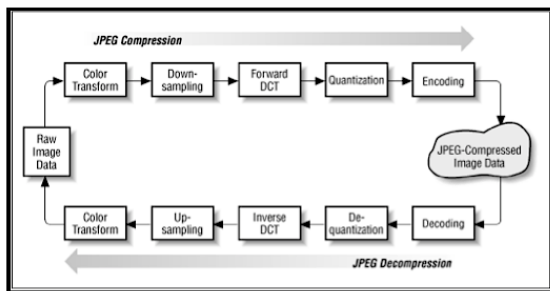 JPEG Compression
Color
Transform
Down-
sampling
Forward
DCT
Quantization
Encoding
Raw
Image
Data
JPEG-Compressed
Image Data
Color
Transform
Up-
sampling
Inverse
DCT
De-
quantization
Decoding
JPEG Decompression